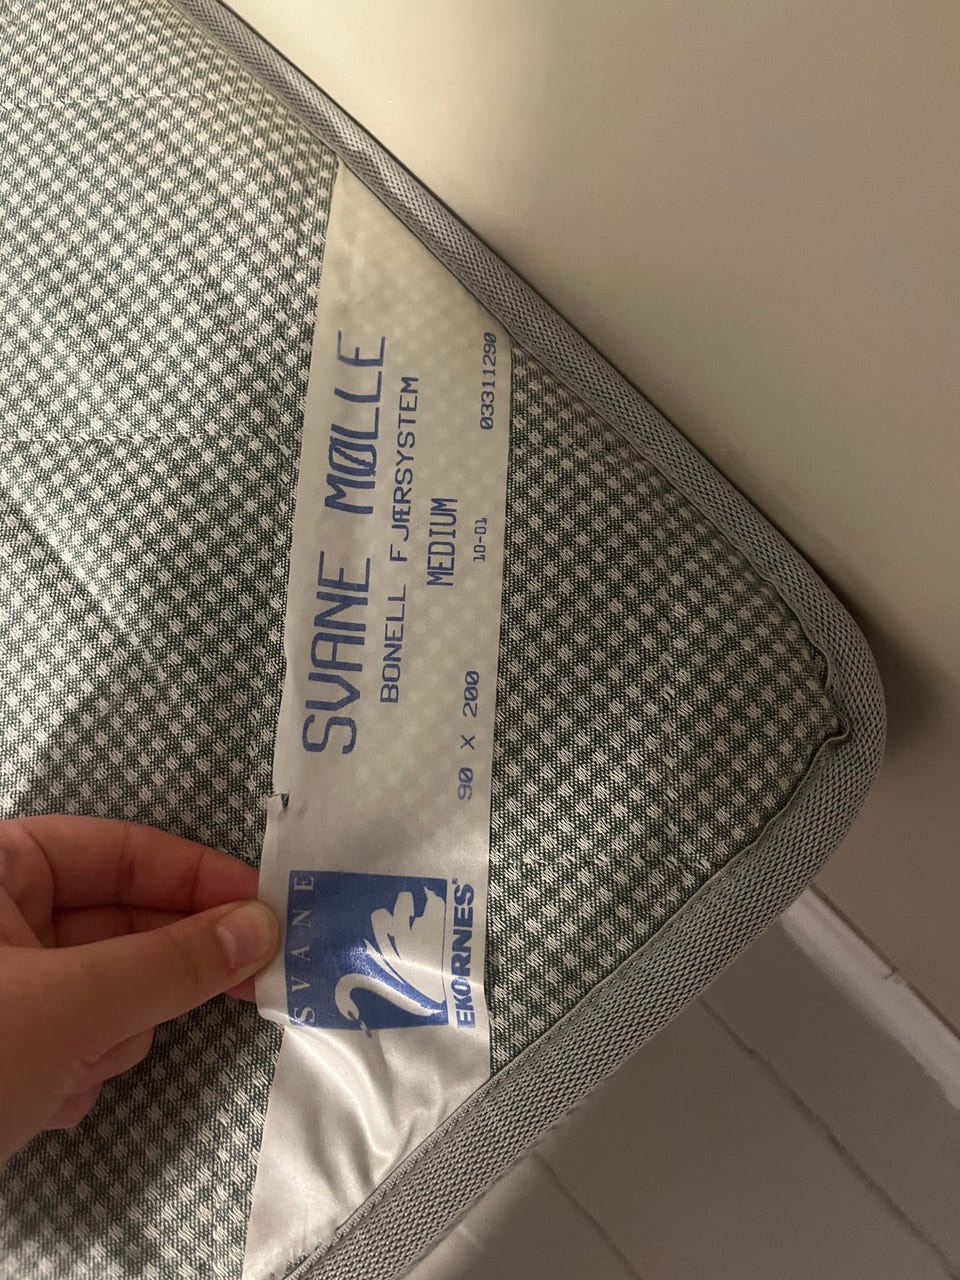 SVANE MØLLE
BONELL FJÆRSYSTEM
MEDIUM
90 X 200 10-01 03311290
SVANE
EKORNES®